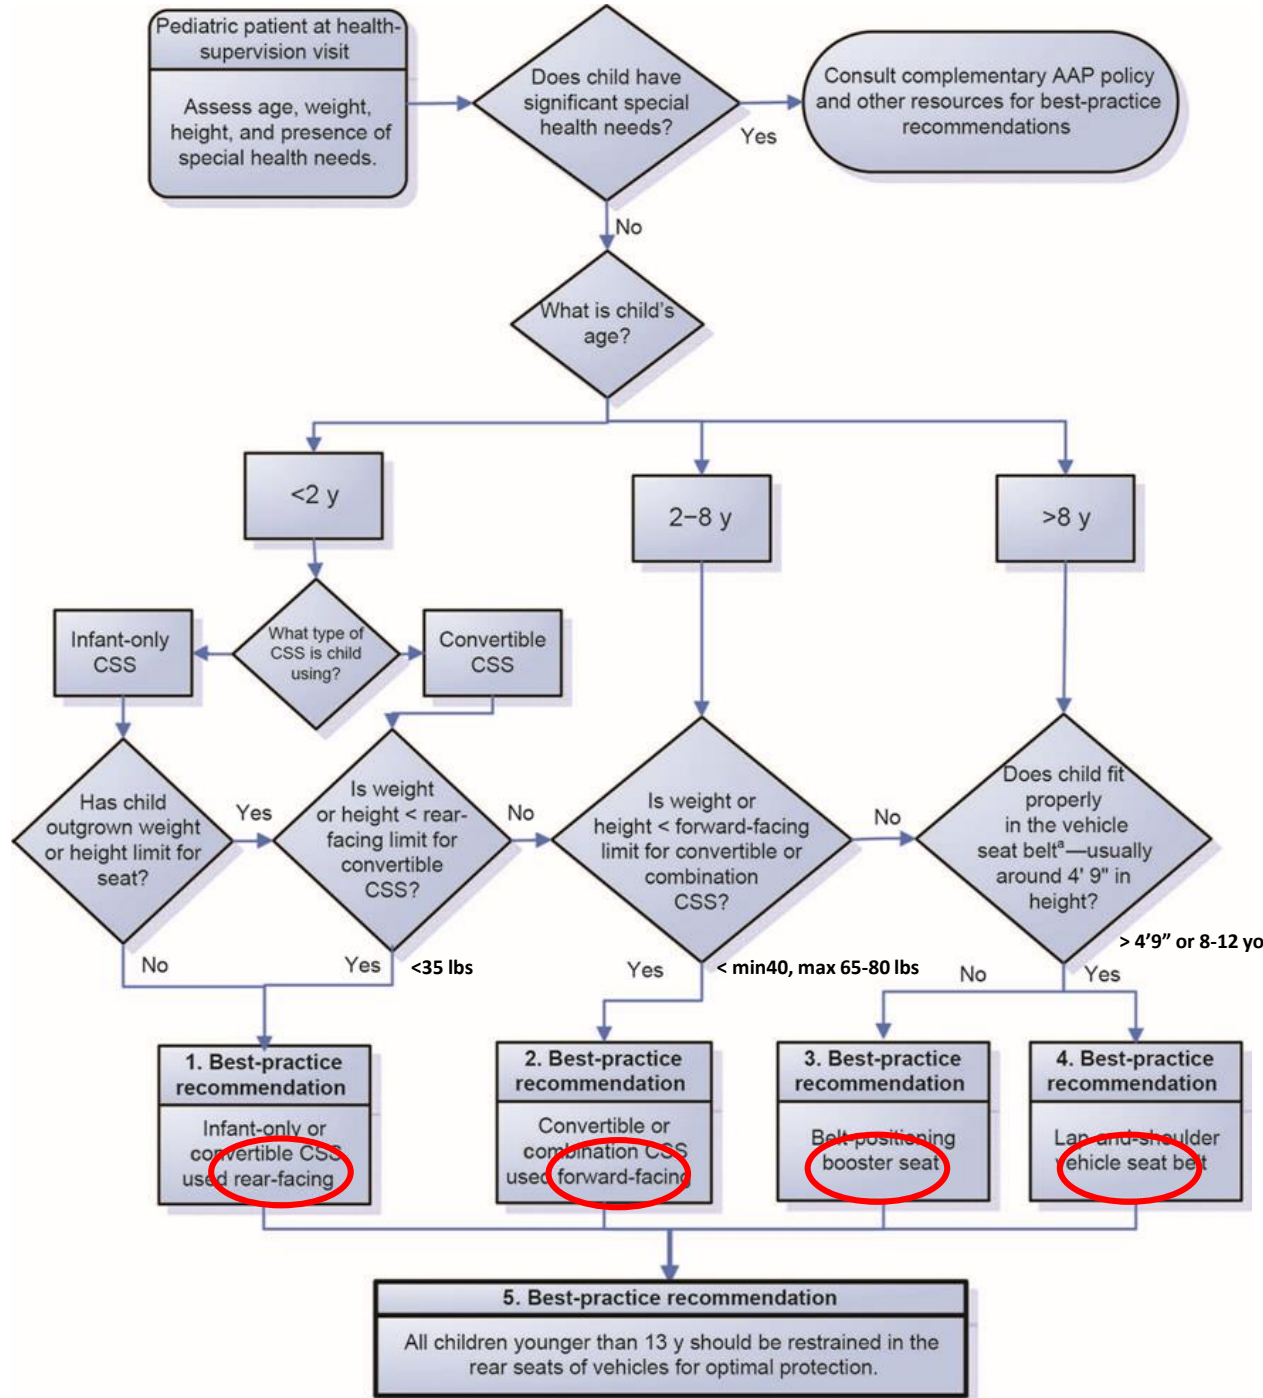 Pediatric patient at health-
supervision visit
Assess age, weight,
height, and presence of
special health needs.
Does child have
significant special
health needs?
Yes
Consult complementary AAP policy
and other resources for best-practice
recommendations
No
What is child's
age?
<2 y
2–8 y
>8 y
Infant-only
CSS
What type of
CSS is child
using?
Convertible
CSS
Has child
outgrown weight
or height limit for
seat?
Yes
Is weight
or height < rear-
facing limit for
convertible
CSS?
No
Is weight or
height < forward-facing
limit for convertible or
combination
CSS?
No
Does child fit
properly
in the vehicle
seat beltª—usually
around 4' 9" in
height?
No
Yes
<35 lbs
Yes
< min40, max 65-80 lbs
> 4’9” or 8-12 yo
No
Yes
1. Best-practice
recommendation
Infant-only or
convertible CSS
used rear-facing
2. Best-practice
recommendation
Convertible or
combination CSS
used forward-facing
3. Best-practice
recommendation
Belt-positioning
booster seat
4. Best-practice
recommendation
Lap-and-shoulder
vehicle seat belt
5. Best-practice recommendation
All children younger than 13 y should be restrained in the
rear seats of vehicles for optimal protection.